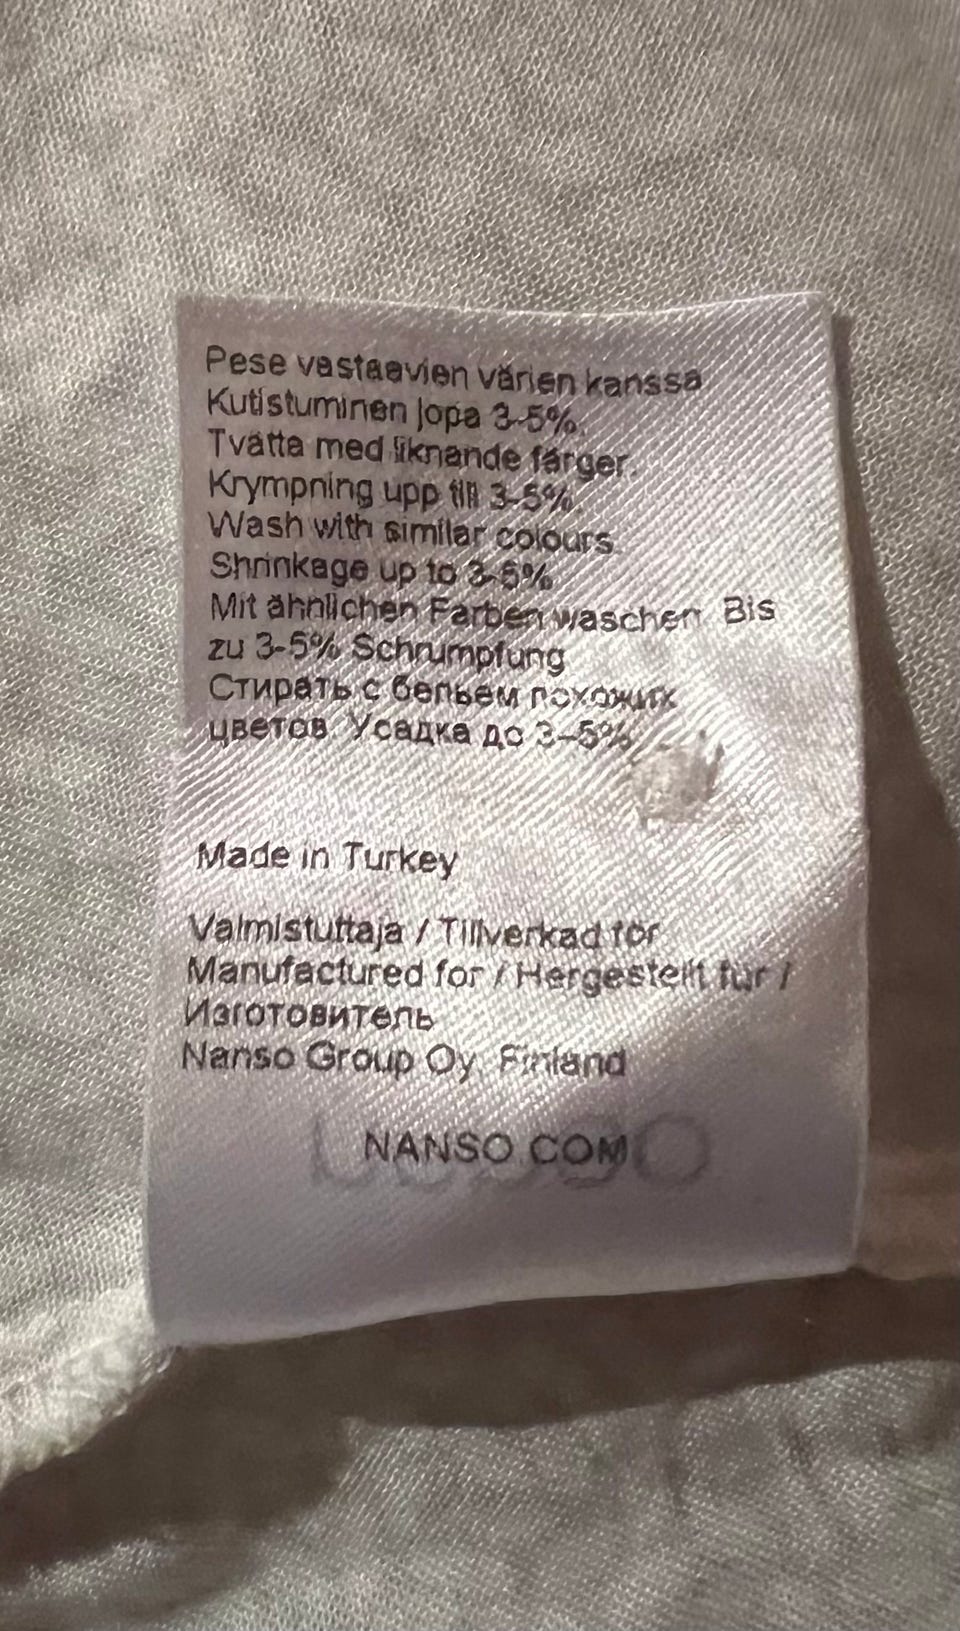 Pese vastaavien värien kanssa
Kutistuminen jopa 3-5%.
Tvätta med liknande färger.
Krympning upp till 3-5%.
Wash with similar colours.
Shrinkage up to 3-5%
Mit ähnlichen Farben waschen. Bis
zu 3-5% Schrumpfung
Стирать с бельем похожих
цветов. Усадка до 3-5%
Made in Turkey
Valmistuttaja / Tillverkad för
Manufactured for / Hergestellt für /
Изготовитель
Nanso Group Oy, Finland
NANSO.COM